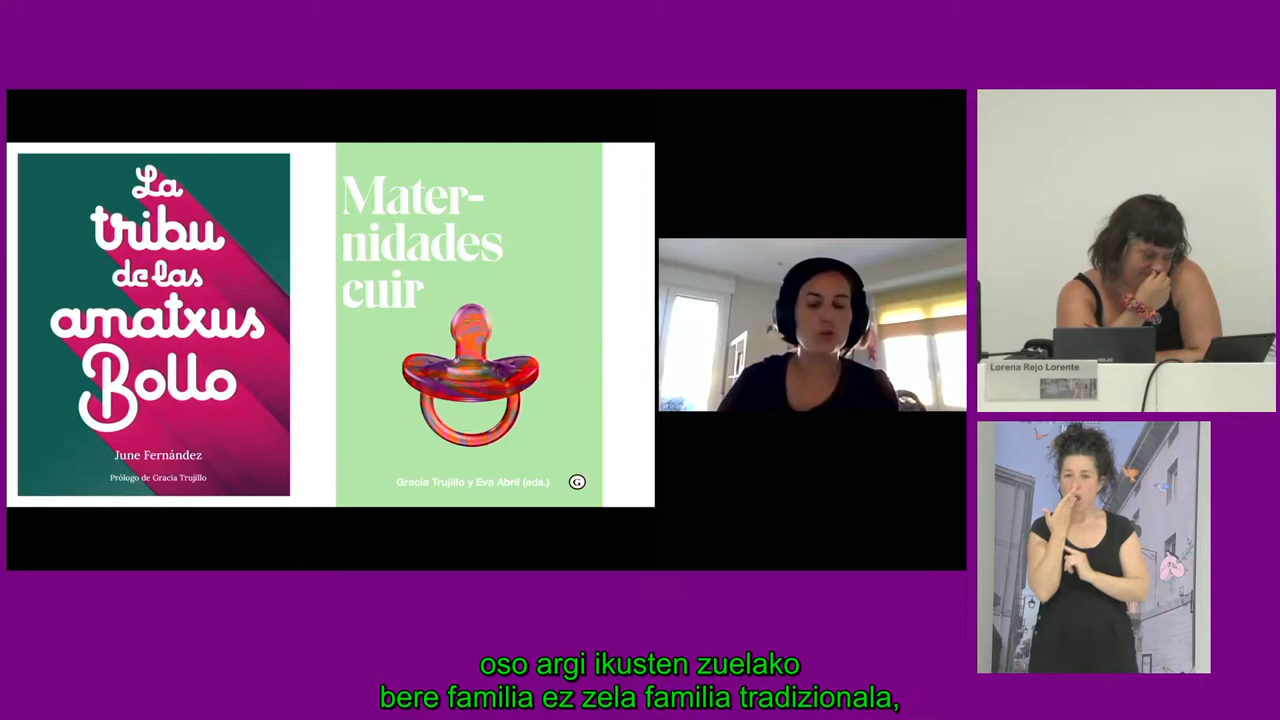 La
tribu
de las
amatxus
Bollo
June Fernández
Prólogo de Gracia Trujillo
Mater-
nidades
cuir
Gracia Trujillo y Eva Abril (eds.)
G
Lorena Rejo Lorente
ASUS
oso argi ikusten zuelako
bere familia ez zela familia tradizionala,